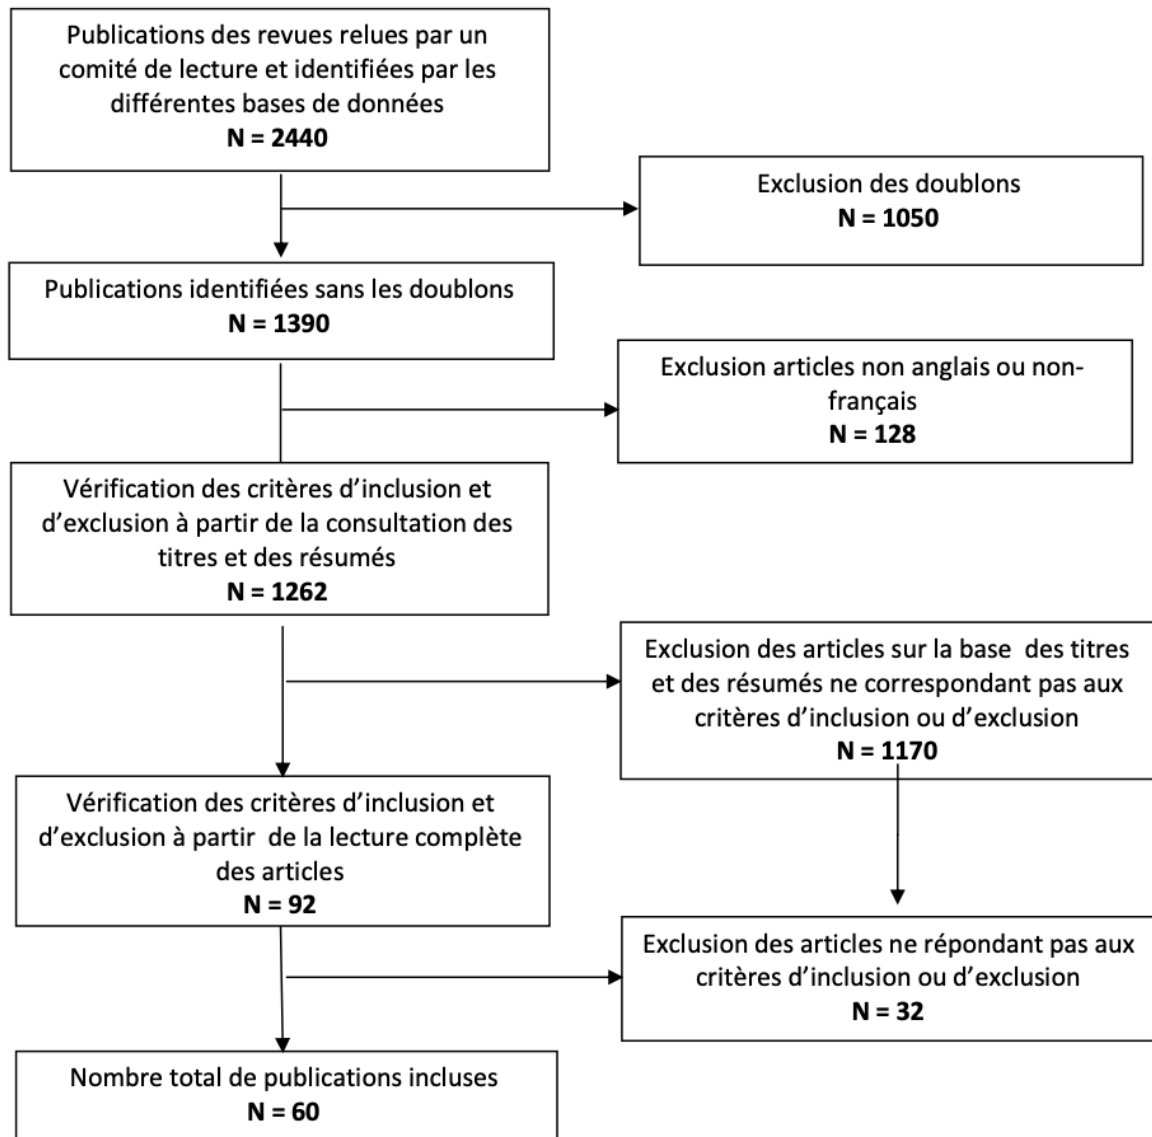 Publications des revues relues par un
comité de lecture et identifiées par les
différentes bases de données
N = 2440
Exclusion des doublons
N = 1050
Publications identifiées sans les doublons
N = 1390
Exclusion articles non anglais ou non-
français
N = 128
Vérification des critères d’inclusion et
d’exclusion à partir de la consultation des
titres et des résumés
N = 1262
Exclusion des articles sur la base  des titres
et des résumés ne correspondant pas aux
critères d’inclusion ou d’exclusion
N = 1170
Vérification des critères d’inclusion et
d’exclusion à partir  de la lecture complète
des articles
N = 92
Exclusion des articles ne répondant pas aux
critères d’inclusion ou d’exclusion
N = 32
Nombre total de publications incluses
N = 60